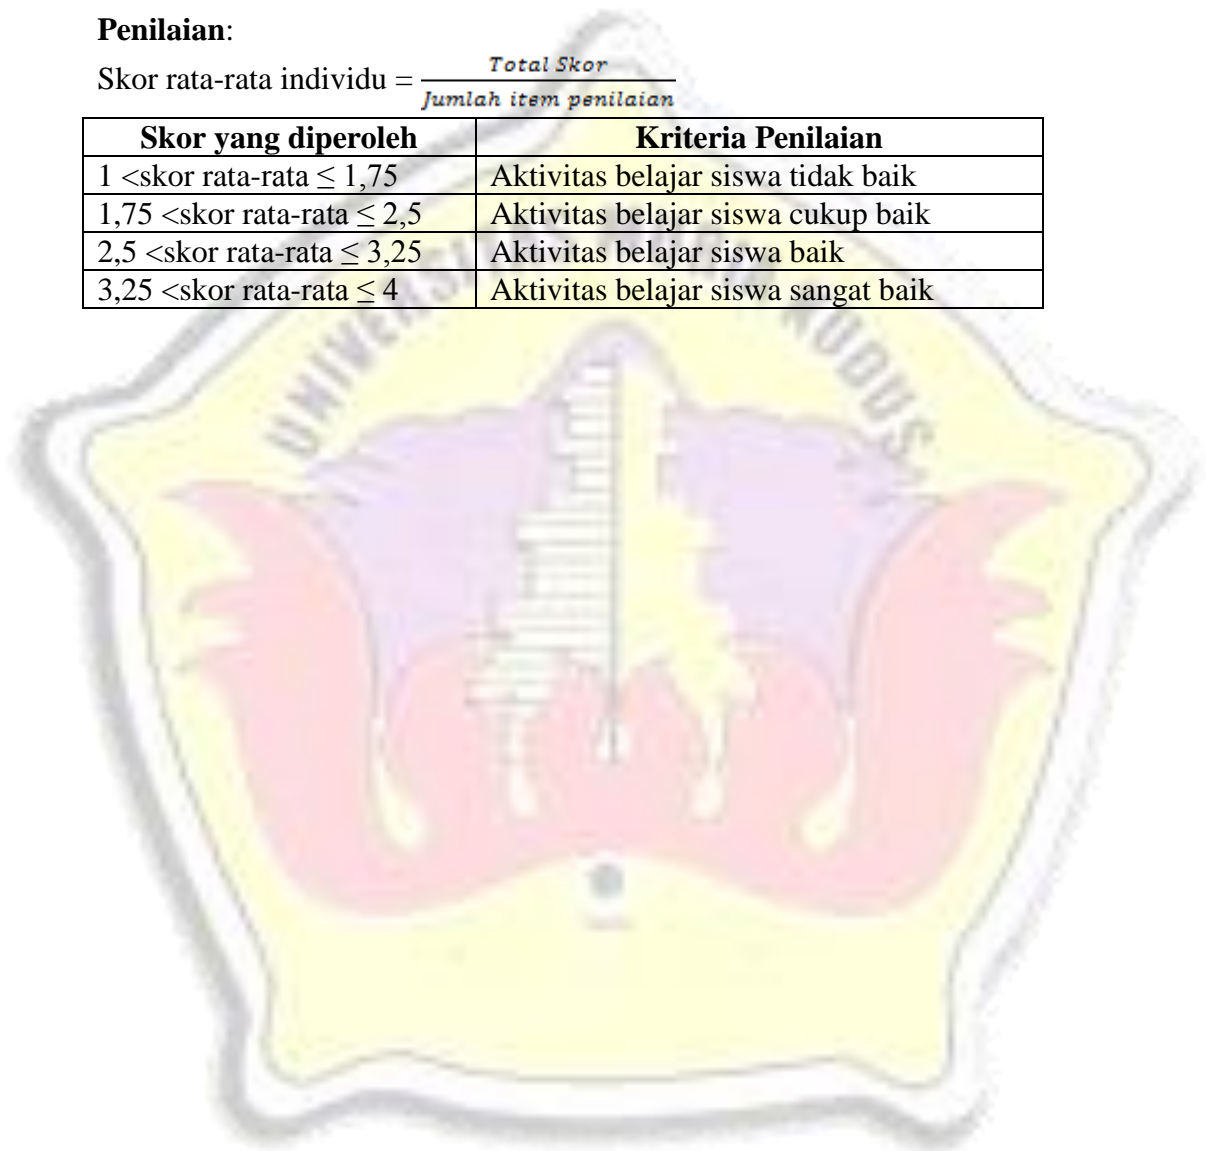 Penilaian:
Skor rata-rata individu = Total Skor / Jumlah item penilaian
Skor yang diperoleh Kriteria Penilaian
1 <skor rata-rata ≤ 1,75 Aktivitas belajar siswa tidak baik
1,75 <skor rata-rata ≤ 2,5 Aktivitas belajar siswa cukup baik
2,5 <skor rata-rata ≤ 3,25 Aktivitas belajar siswa baik
3,25 <skor rata-rata ≤ 4 Aktivitas belajar siswa sangat baik
UNIVERSITAS MURIA KUDUS